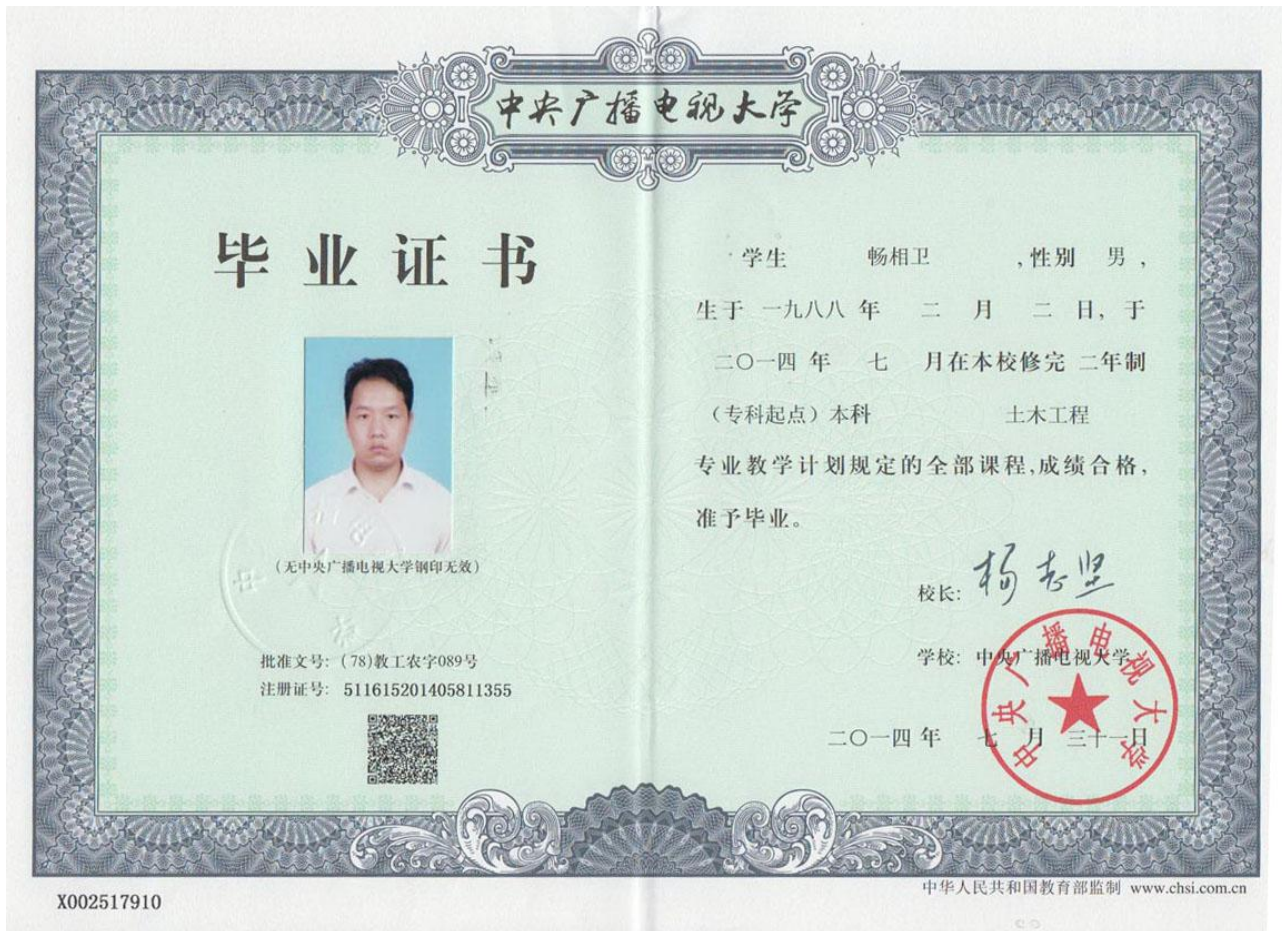 中央广播电视大学
毕业证书
(无中央广播电视大学钢印无效)
批准文号: (78)教工农字089号
注册证号: 511615201405811355
学生 畅相卫 ,性别 男,
生于 一九八八 年 二 月 二 日, 于
二〇一四 年 七 月在本校修完 二年制
(专科起点)本科 土木工程
专业教学计划规定的全部课程,成绩合格,
准予毕业。
校长: 杨志坚
学校: 中央广播电视大学
中央广播电视大学
二〇一四 年 七 月 三十一日
X002517910
中华人民共和国教育部监制 www.chsi.com.cn